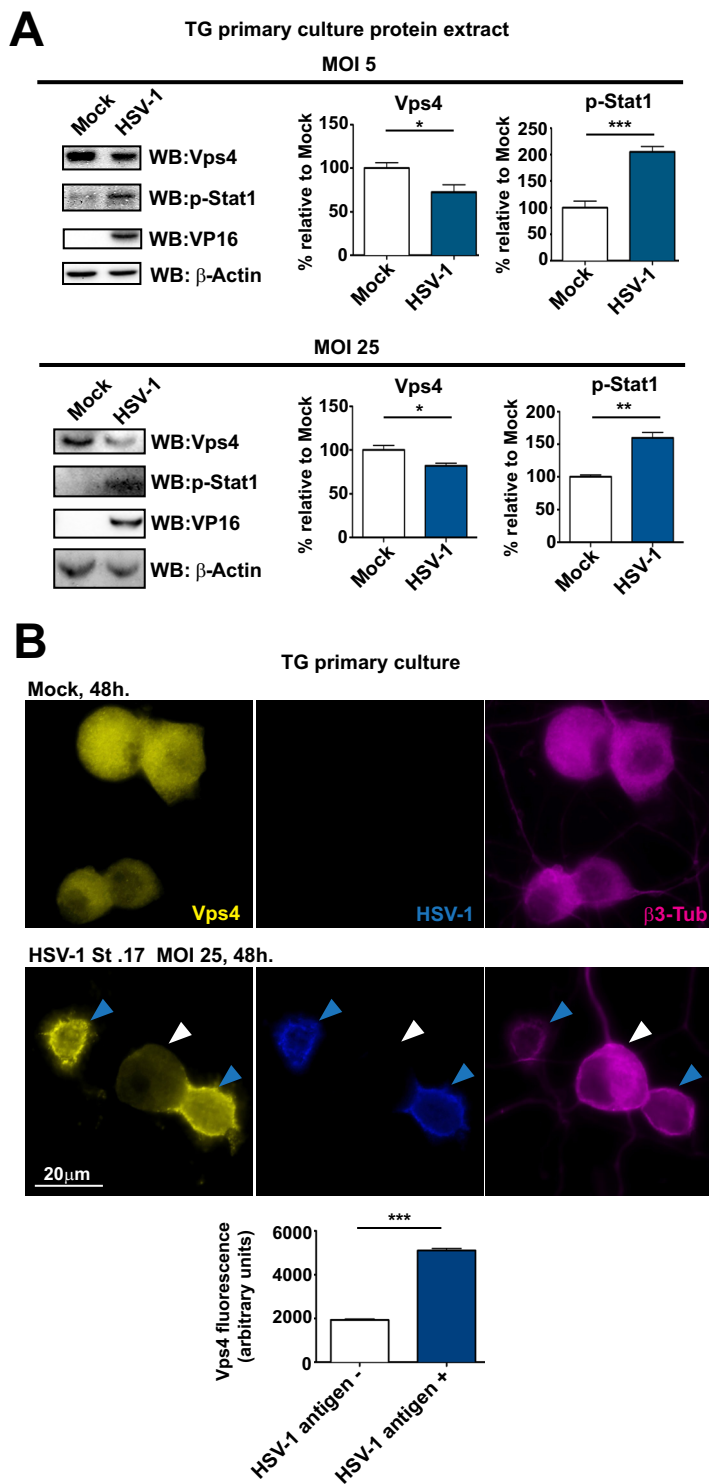 A
TG primary culture protein extract
MOI 5
Mock HSV-1
WB:Vps4
WB:p-Stat1
WB:VP16
WB: β-Actin
Vps4
% relative to Mock
150
100
50
0
*
Mock
HSV-1
p-Stat1
% relative to Mock
250
200
150
100
50
0
***
Mock
HSV-1
MOI 25
Mock HSV-1
WB:Vps4
WB:p-Stat1
WB:VP16
WB: β-Actin
Vps4
% relative to Mock
150
100
50
0
*
Mock
HSV-1
p-Stat1
% relative to Mock
200
150
100
50
0
**
Mock
HSV-1
B
TG primary culture
Mock, 48h.
Vps4
HSV-1
β3-Tub
HSV-1 St .17 MOI 25, 48h.
20µm
Vps4 fluorescence
(arbitrary units)
6000
4000
2000
0
***
HSV-1 antigen -
HSV-1 antigen +